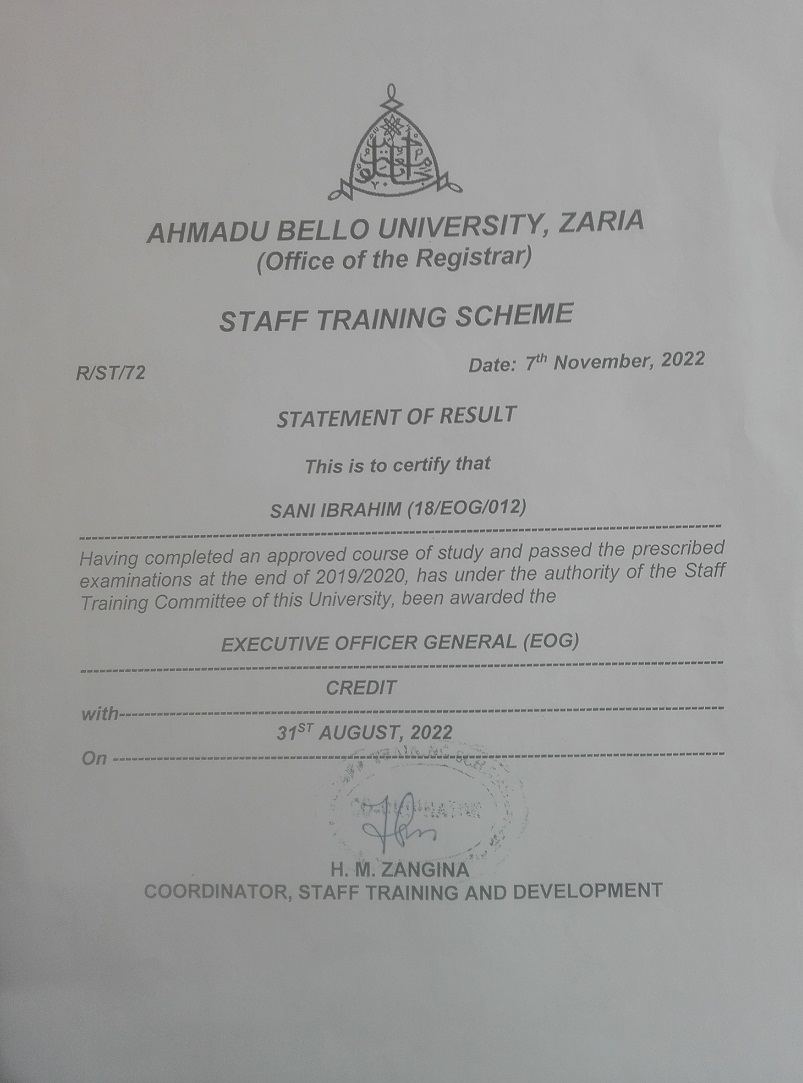 AHMADU BELLO UNIVERSITY, ZARIA
(Office of the Registrar)
STAFF TRAINING SCHEME
R/ST/72
Date: 7th November, 2022
STATEMENT OF RESULT
This is to certify that
SANI IBRAHIM (18/EOG/012)
Having completed an approved course of study and passed the prescribed
examinations at the end of 2019/2020, has under the authority of the Staff
Training Committee of this University, been awarded the
EXECUTIVE OFFICER GENERAL (EOG)
CREDIT
with
31ST AUGUST, 2022
On
CO-ORDINATOR
H. M. ZANGINA
COORDINATOR, STAFF TRAINING AND DEVELOPMENT